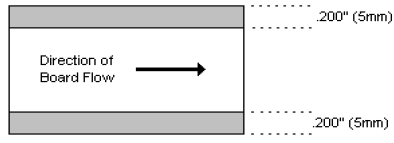 .200" (5mm)
Direction of
Board Flow
.200" (5mm)